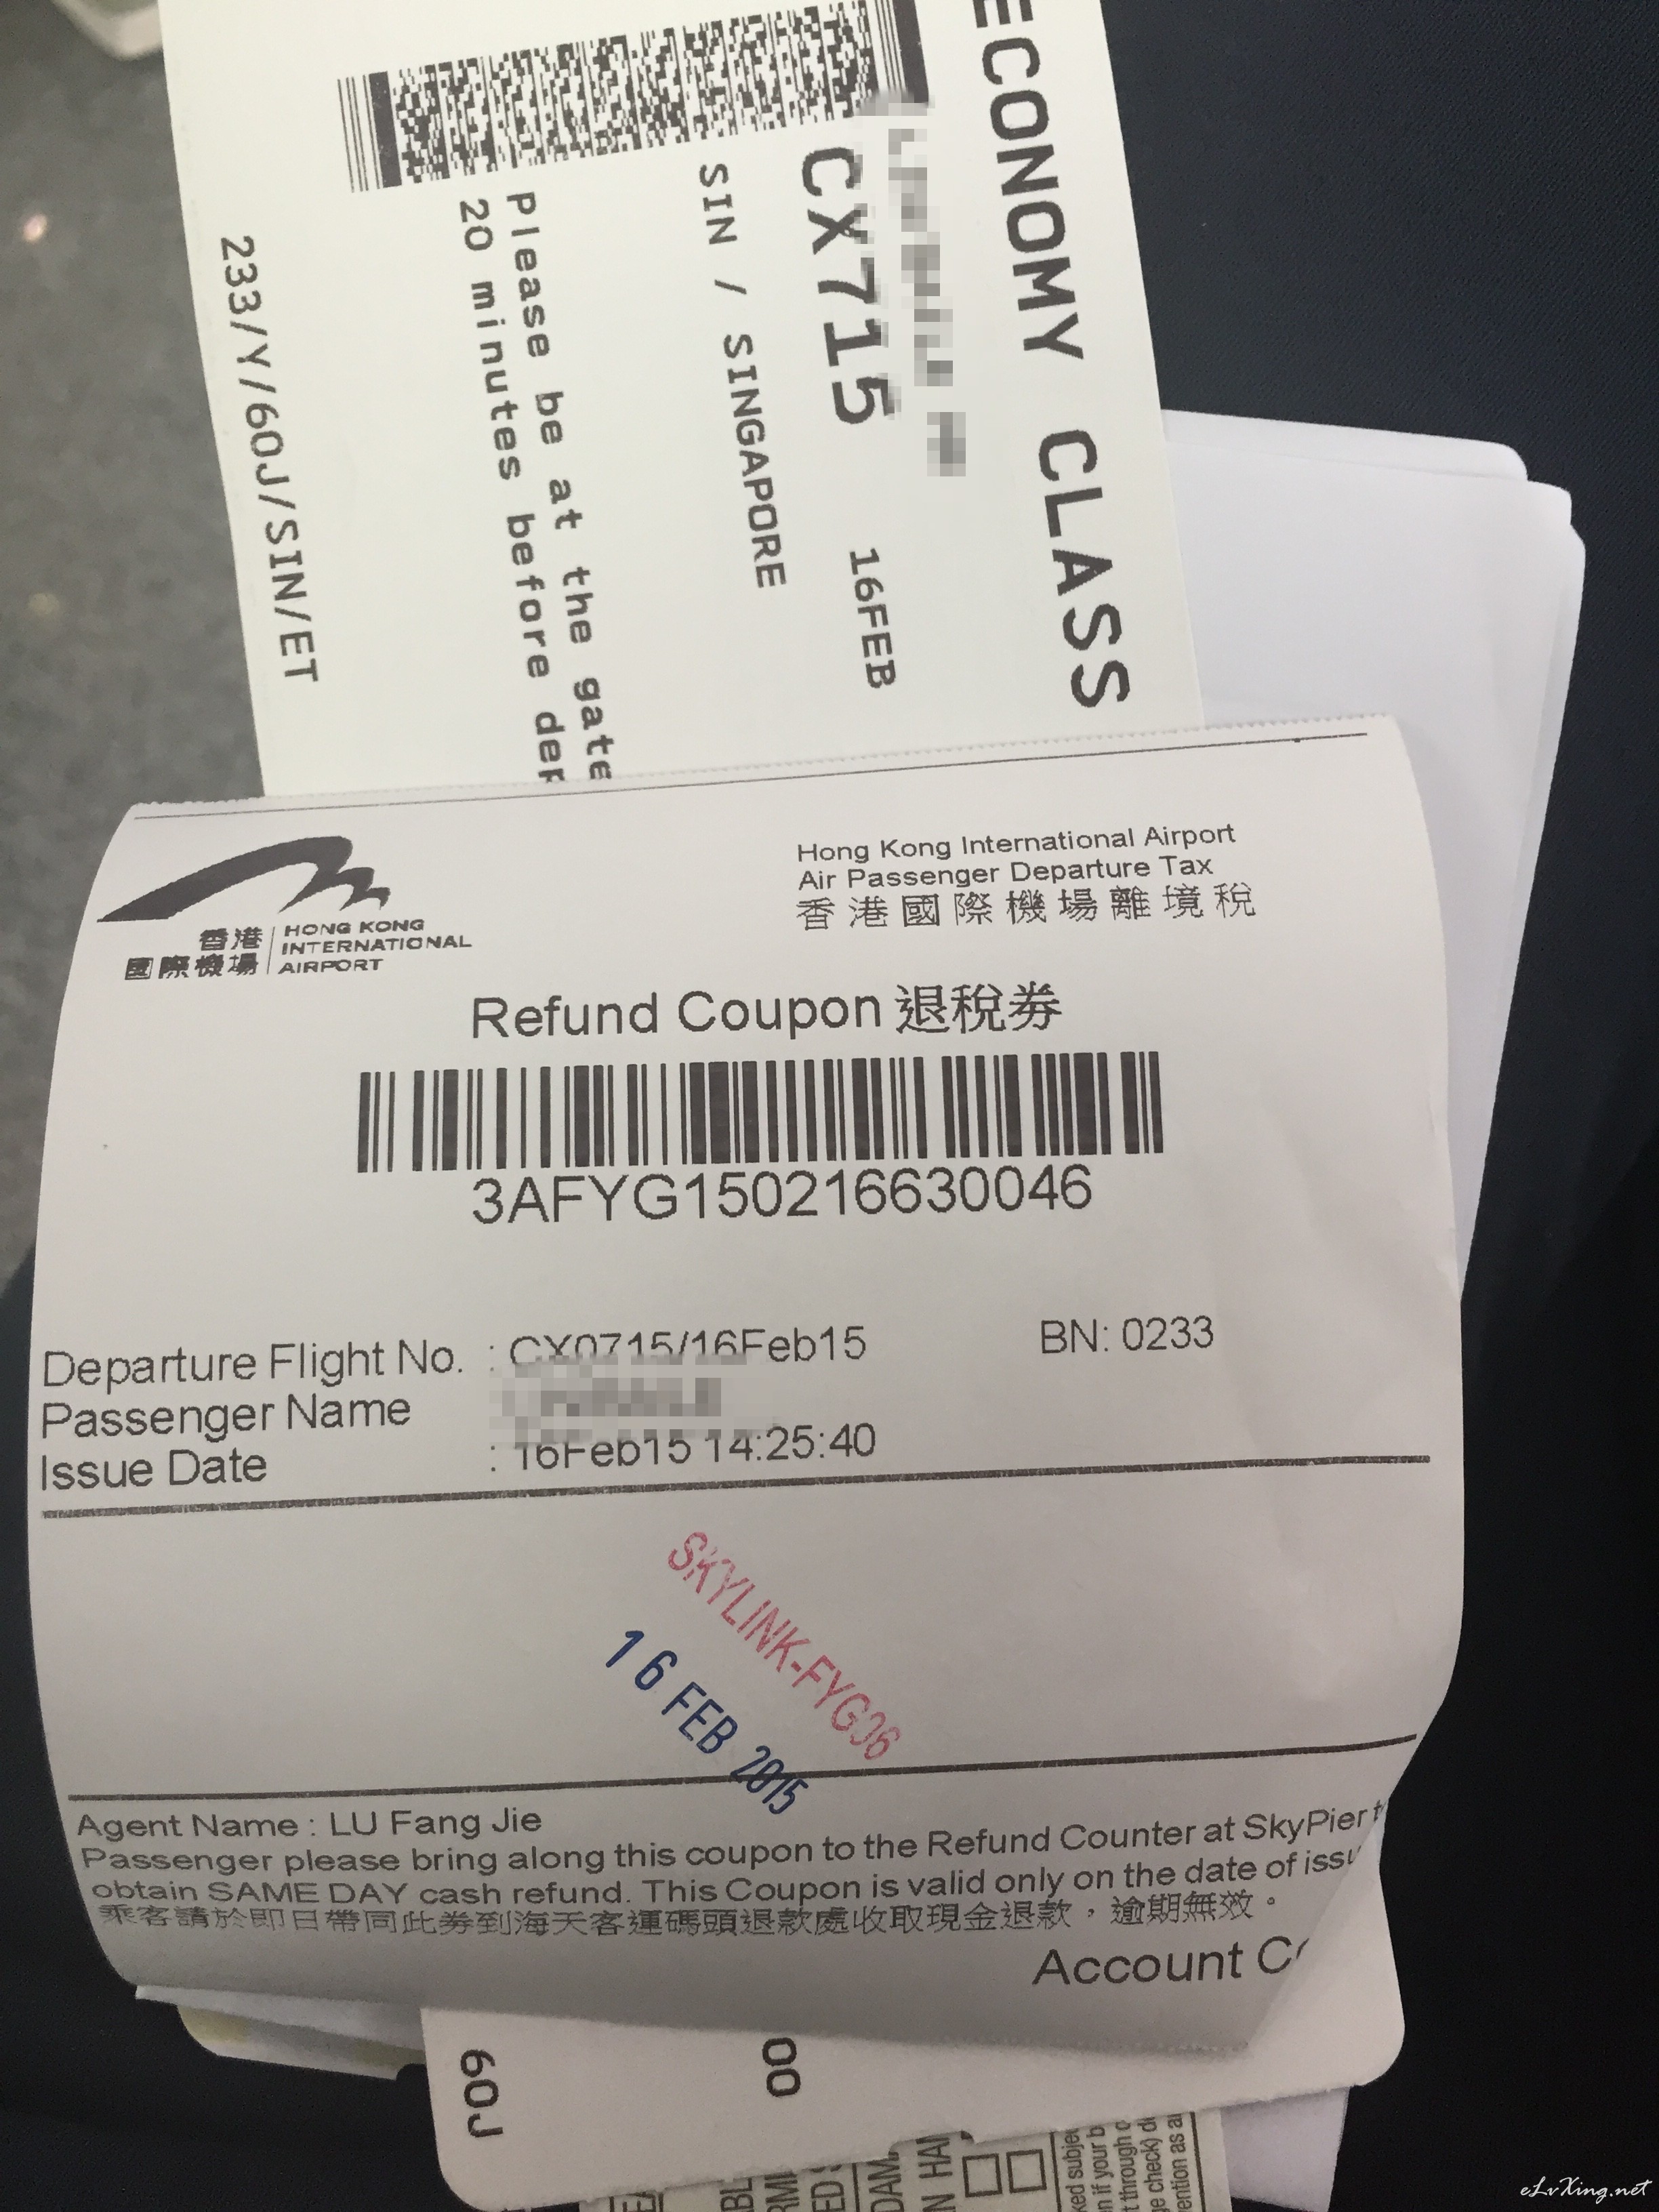 ECONOMY CLASS
CX715 16FEB
SIN / SINGAPORE
Please be at the gate
20 minutes before
233/Y/60J/SIN/ET
香港
國際機場
HONG KONG
INTERNATIONAL
AIRPORT
Hong Kong International Airport
Air Passenger Departure Tax
香港國際機場離境稅
Refund Coupon 退稅券
3AFYG150216630046
Departure Flight No. : CX0715/16Feb15 BN: 0233
Passenger Name
Issue Date : 16Feb15 14:25:40
SKYLINK-FYG36
16 FEB 2015
Agent Name : LU Fang Jie
Passenger please bring along this coupon to the Refund Counter at SkyPier
obtain SAME DAY cash refund. This Coupon is valid only on the date of
乘客請於即日帶同此券到海天客運碼頭退款處收取現金退款，逾期無效。
Account
60J
00
eLvXing.net